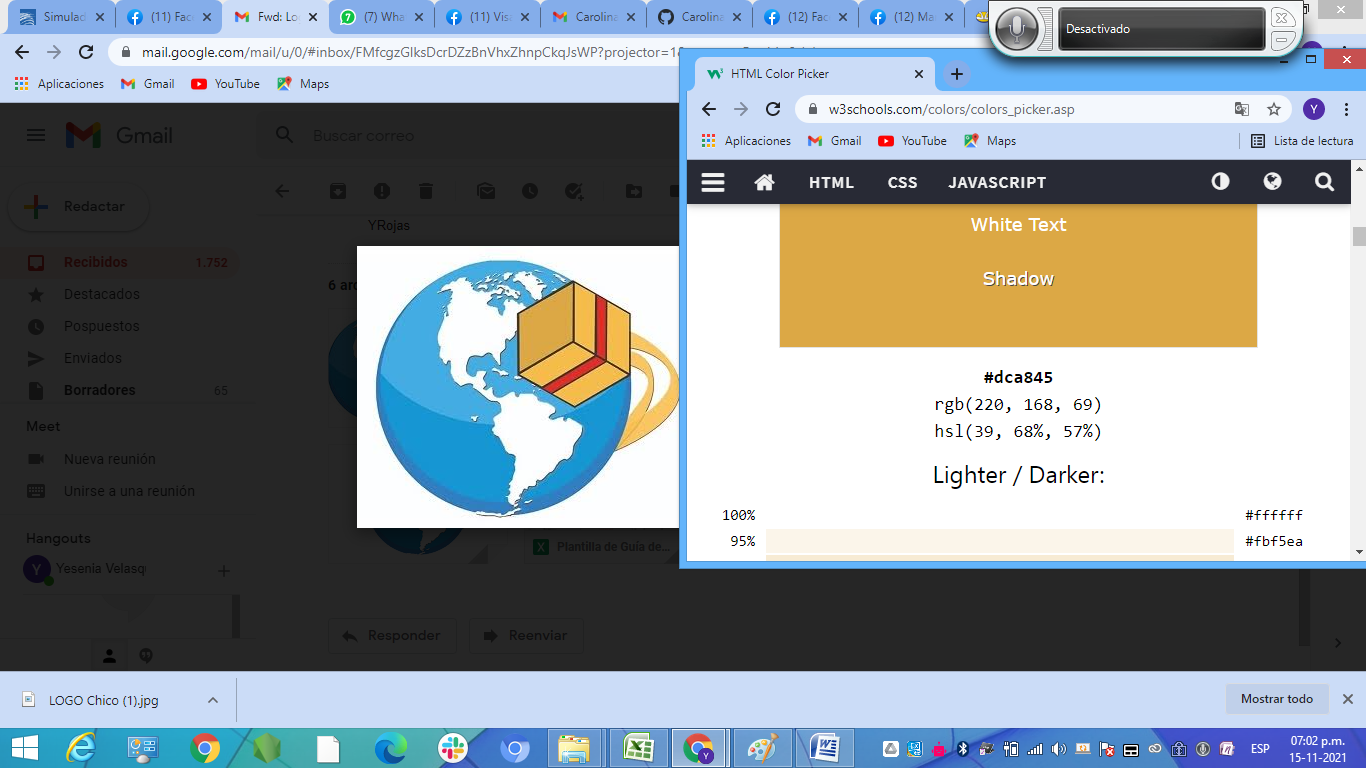 Simulad
(11) Fac
Fwd: Lo
(7) Wha
(11) Vis
Carolina
Carolina
(12) Fac
(12) Ma
Desactivado
mail.google.com/mail/u/0/#inbox/FMfcgzGlksDcrDZzBnVhxZhnpCkqJsWP?projector=1&
Aplicaciones
Gmail
YouTube
Maps
HTML Color Picker
w3schools.com/colors/colors_picker.asp
Y
Aplicaciones
Gmail
YouTube
Maps
Lista de lectura
HTML
CSS
JAVASCRIPT
Gmail
Buscar correo
Redactar
YRojas
Recibidos 1.752
Destacados
Pospuestos
Enviados
Borradores 65
Meet
Nueva reunión
Unirse a una reunión
Hangouts
Y
Yesenia Velasq
Plantilla de Guía de...
Responder
Reenviar
White Text
Shadow
#dca845
rgb(220, 168, 69)
hsl(39, 68%, 57%)
Lighter / Darker:
100% #ffffff
95% #fbf5ea
LOGO Chico (1).jpg
Mostrar todo
ESP
07:02 p.m.
15-11-2021